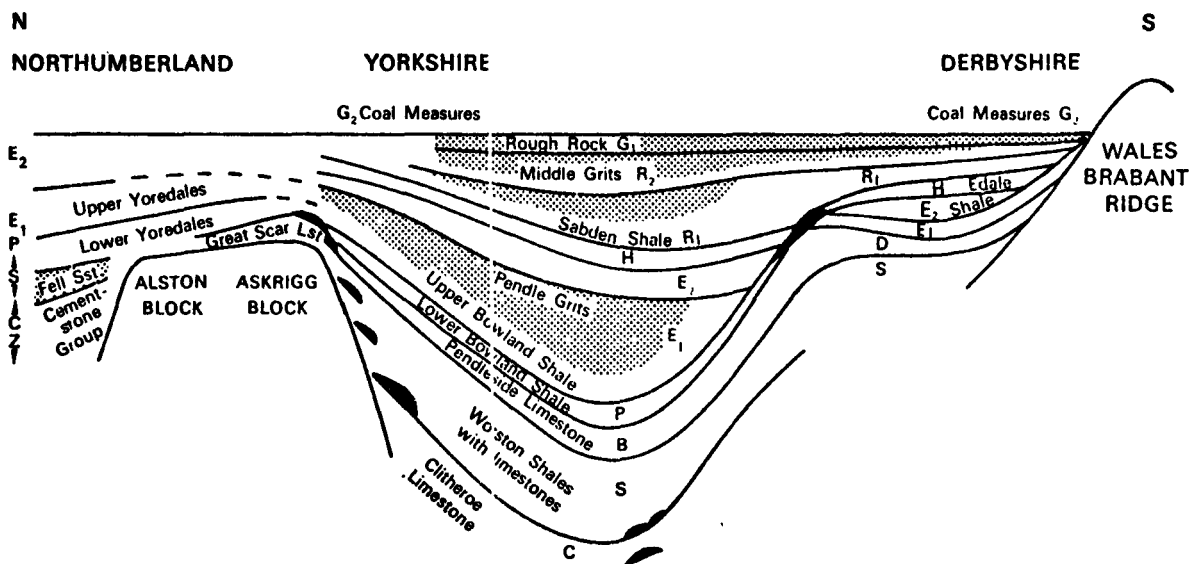 N
S
NORTHUMBERLAND
YORKSHIRE
DERBYSHIRE
G₂ Coal Measures
Coal Measures G₂
E₂
Rough Rock G₁
Middle Grits R₂
R₁
H
Edale
E₂ Shale
E₁
D
S
WALES
BRABANT
RIDGE
Upper Yoredales
E₁
P
Lower Yoredales
Great Scar Lst
Sabden Shale R₁
H
E₂
Pendle Grits
E₁
S
C
Z
Fell Sst
Cement-
stone
Group
ALSTON
BLOCK
ASKRIGG
BLOCK
Upper Bowland Shale
Lower Bowland Shale
Pendleside Limestone
P
B
Worston Shales
with limestones
S
Clitheroe
Limestone
C